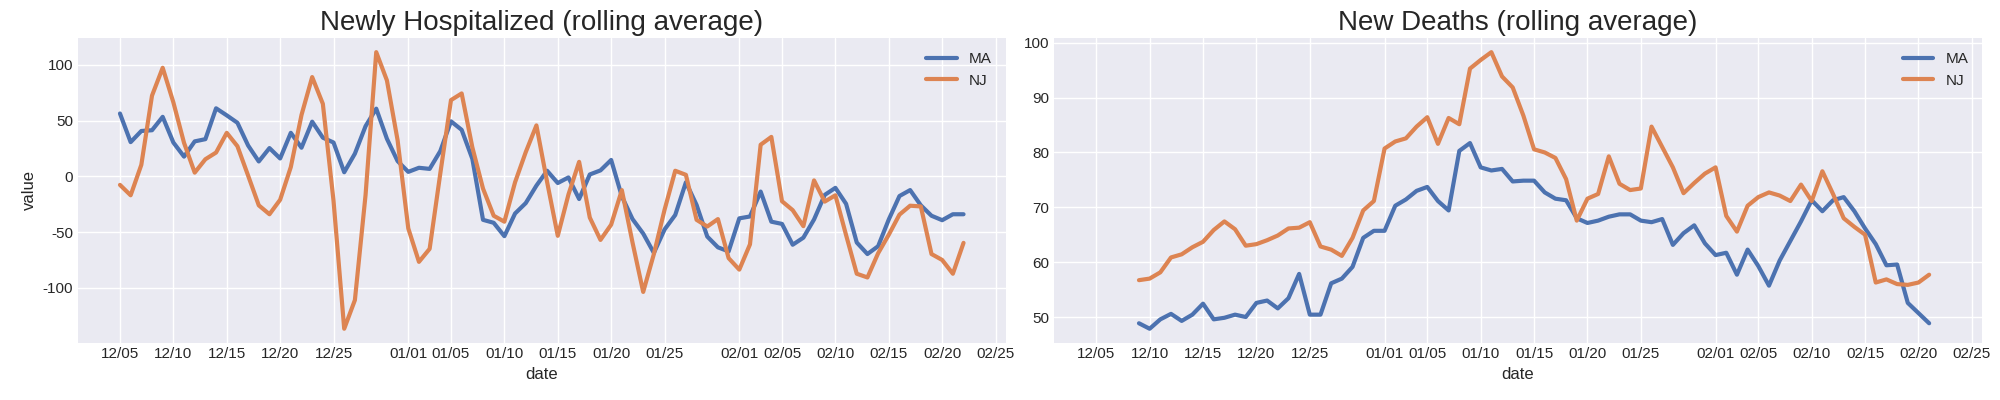 Newly Hospitalized (rolling average)
MA
NJ
100
50
0
-50
-100
value
12/05 12/10 12/15 12/20 12/25 01/01 01/05 01/10 01/15 01/20 01/25 02/01 02/05 02/10 02/15 02/20 02/25
date
New Deaths (rolling average)
MA
NJ
100
90
80
70
60
50
12/05 12/10 12/15 12/20 12/25 01/01 01/05 01/10 01/15 01/20 01/25 02/01 02/05 02/10 02/15 02/20 02/25
date